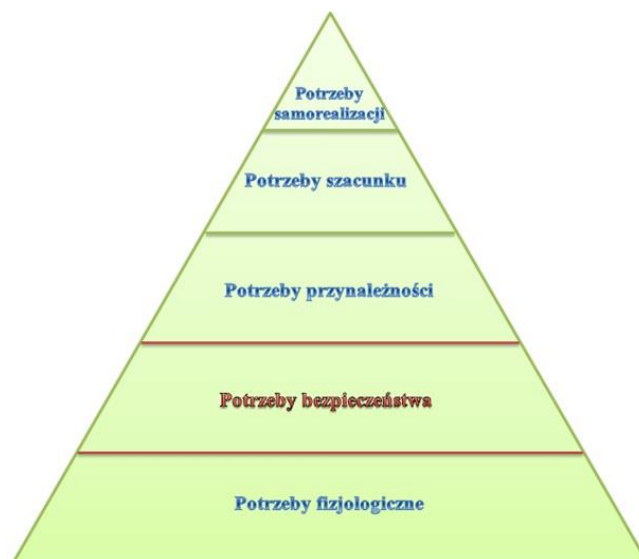 Potrzeby
samorealizacji
Potrzeby szacunku
Potrzeby przynależności
Potrzeby bezpieczeństwa
Potrzeby fizjologiczne